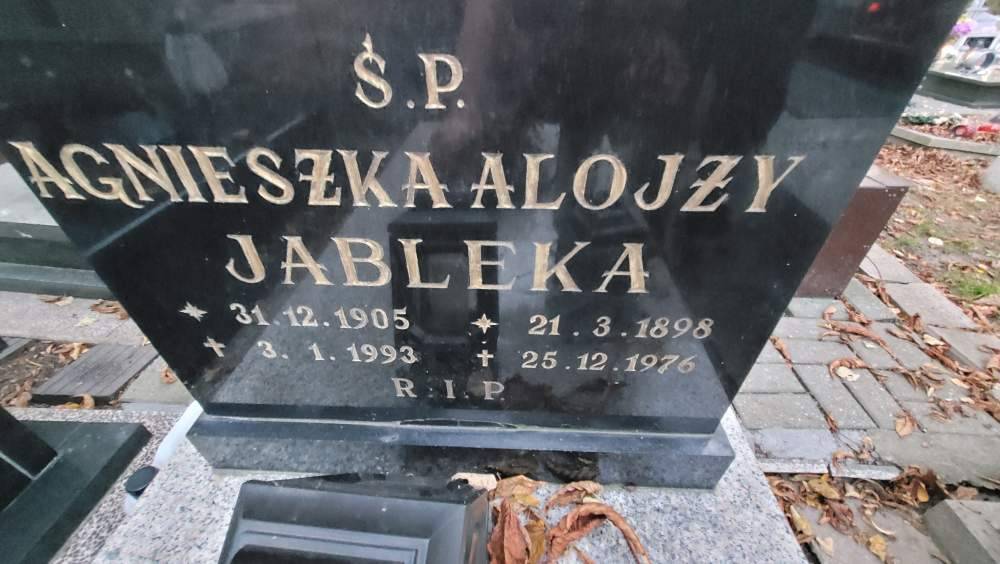 Ś.P.
AGNIESZKA ALOJZY
JABLEKA
31.12.1905 21.3.1898
3.1.1993 25.12.1976
R.I.P.